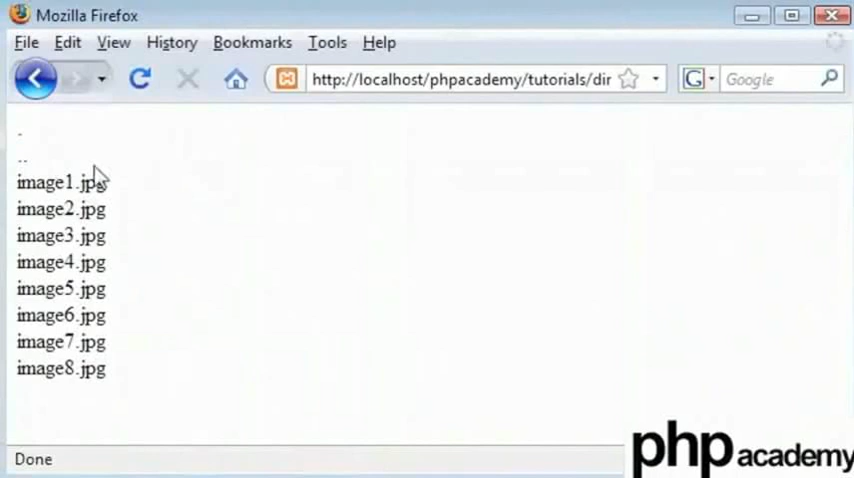 Mozilla Firefox
File Edit View History Bookmarks Tools Help
http://localhost/phpacademy/tutorials/dir G Google
.
..
image1.jpg
image2.jpg
image3.jpg
image4.jpg
image5.jpg
image6.jpg
image7.jpg
image8.jpg
Done
php academy